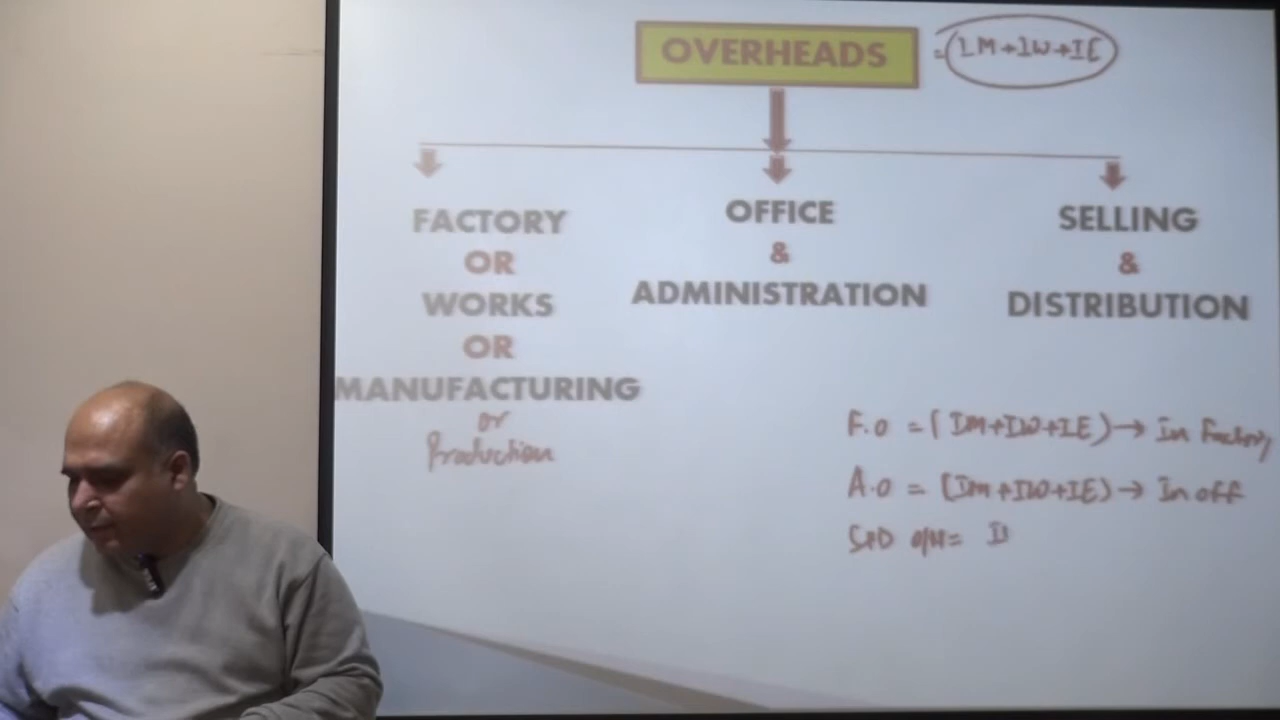 OVERHEADS = IM+IW+IE
FACTORY
OR
WORKS
OR
MANUFACTURING
or
Production
OFFICE
&
ADMINISTRATION
SELLING
&
DISTRIBUTION
F.O = (IM+IW+IE) → in Factory
A.O = (IM+IW+IE) → in off
S&D O/H = I